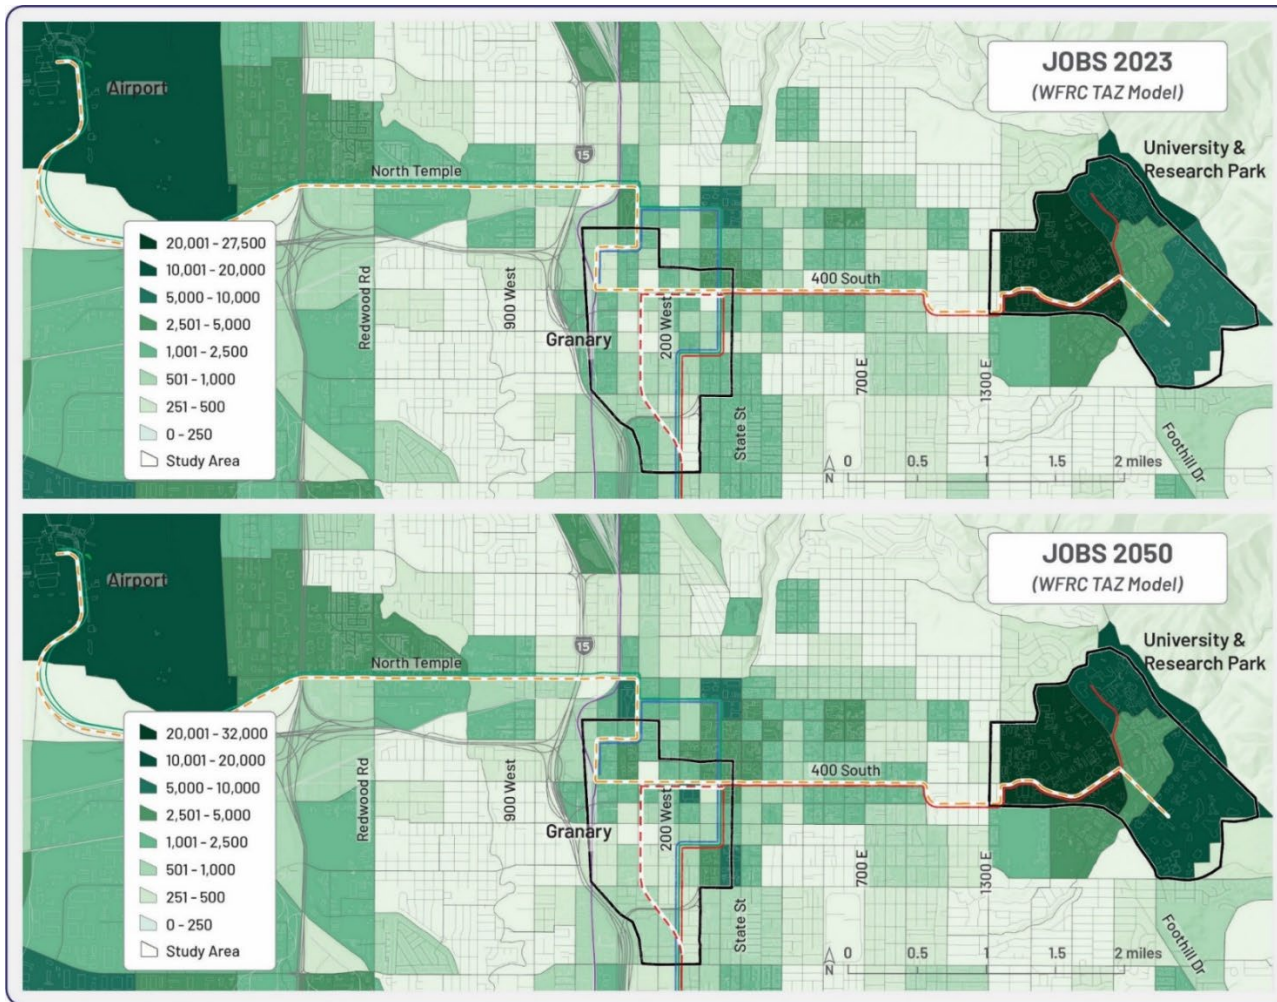 JOBS 2023
(WFRC TAZ Model)
Airport
University &
Research Park
15
North Temple
20,001 - 27,500
10,001 - 20,000
5,000 - 10,000
2,501 - 5,000
1,001 - 2,500
501 - 1,000
251 - 500
0 - 250
Study Area
Redwood Rd
900 West
Granary
200 West
400 South
State St
700 E
1300 E
Foothill Dr
N
0 0.5 1 1.5 2 miles
JOBS 2050
(WFRC TAZ Model)
Airport
University &
Research Park
15
North Temple
20,001 - 32,000
10,001 - 20,000
5,000 - 10,000
2,501 - 5,000
1,001 - 2,500
501 - 1,000
251 - 500
0 - 250
Study Area
Redwood Rd
900 West
Granary
200 West
400 South
State St
700 E
1300 E
Foothill Dr
N
0 0.5 1 1.5 2 miles